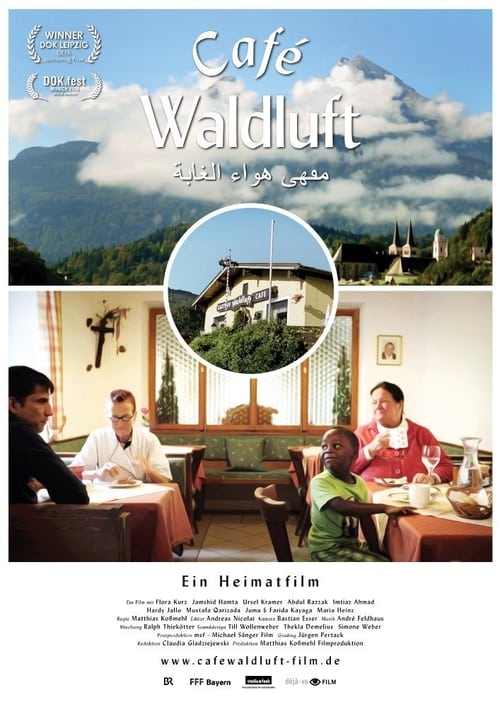 WINNER
DOK LEIPZIG
DEFA
DOK.fest
Café
Waldluft
مقهى هواء الغابة
CAFÉ
Ein Heimatfilm
Ein Film mit Flora Kurz Jamshid Hamta Ursel Kramer Abdul Razzak Imtiaz Ahmad
Hardy Jallo Mustafa Qarizada Juma & Farida Kayaga Maria Heinz
Regie Matthias Koßmehl Editor Andreas Nicolai Kamera Bastian Esser Musik André Feldhaus
Mischung Ralph Thiekötter Sounddesign Till Wollenweber Thekla Demelius Simone Weber
Postproduktion msf - Michael Sänger Film Grading Jürgen Pertack
Redaktion Claudia Gladziejewski Produktion Matthias Koßmehl Filmproduktion
www.cafewaldluft-film.de
BR FFF Bayern déjà-vu FILM